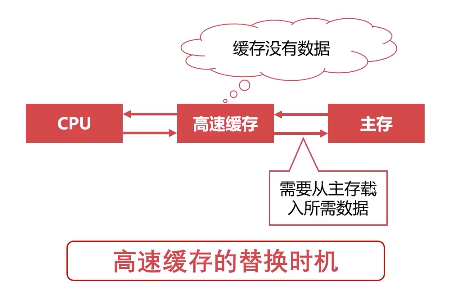 缓存没有数据
CPU
高速缓存
主存
需要从主存载
入所需数据
高速缓存的替换时机